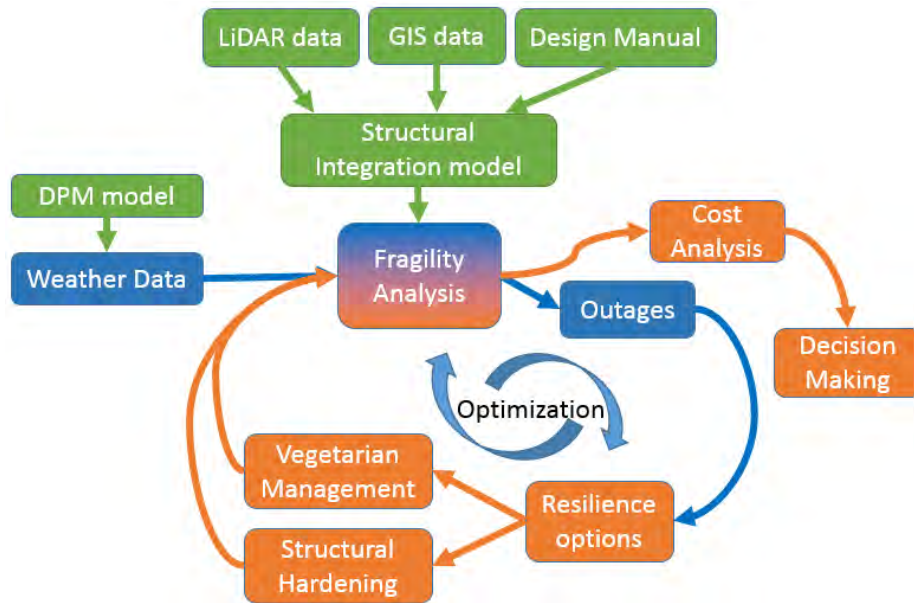 LiDAR data
GIS data
Design Manual
Structural
Integration model
DPM model
Weather Data
Fragility
Analysis
Cost
Analysis
Outages
Decision
Making
Optimization
Vegetarian
Management
Resilience
options
Structural
Hardening